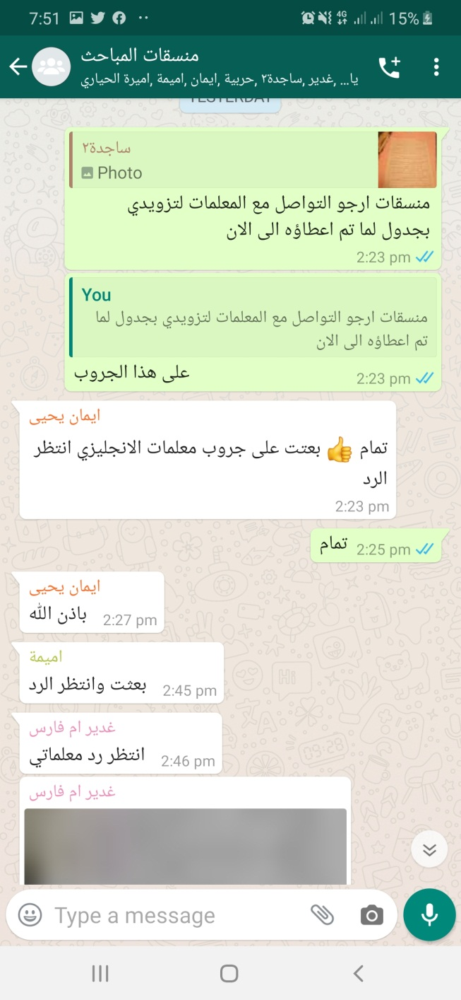 7:51
4G
15%
منسقات المباحث
يا... ,غدير ,ساجدة٢ ,حربية ,ايمان ,اميمة ,اميرة الحياري
YESTERDAY
ساجدة٢
Photo
منسقات ارجو التواصل مع المعلمات لتزويدي
بجدول لما تم اعطاؤه الى الان
2:23 pm
You
منسقات ارجو التواصل مع المعلمات لتزويدي بجدول لما
تم اعطاؤه الى الان
على هذا الجروب
2:23 pm
ايمان يحيى
تمام 👍 بعتت على جروب معلمات الانجليزي انتظر
الرد
2:23 pm
تمام
2:25 pm
ايمان يحيى
باذن الله
2:27 pm
اميمة
بعثت وانتظر الرد
2:45 pm
غدير ام فارس
انتظر رد معلماتي
2:46 pm
غدير ام فارس
Type a message